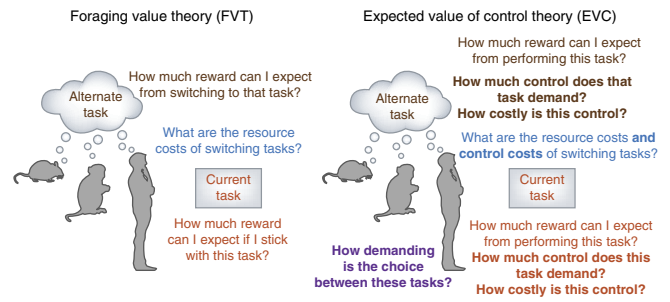 Foraging value theory (FVT)
Alternate
task
How much reward can I expect
from switching to that task?
What are the resource
costs of switching tasks?
Current
task
How much reward
can I expect if I stick
with this task?
Expected value of control theory (EVC)
Alternate
task
How much reward can I expect
from performing this task?
How much control does that
task demand?
How costly is this control?
What are the resource costs and
control costs of switching tasks?
Current
task
How much reward can I expect
from performing this task?
How much control does this
task demand?
How costly is this control?
How demanding
is the choice
between these tasks?